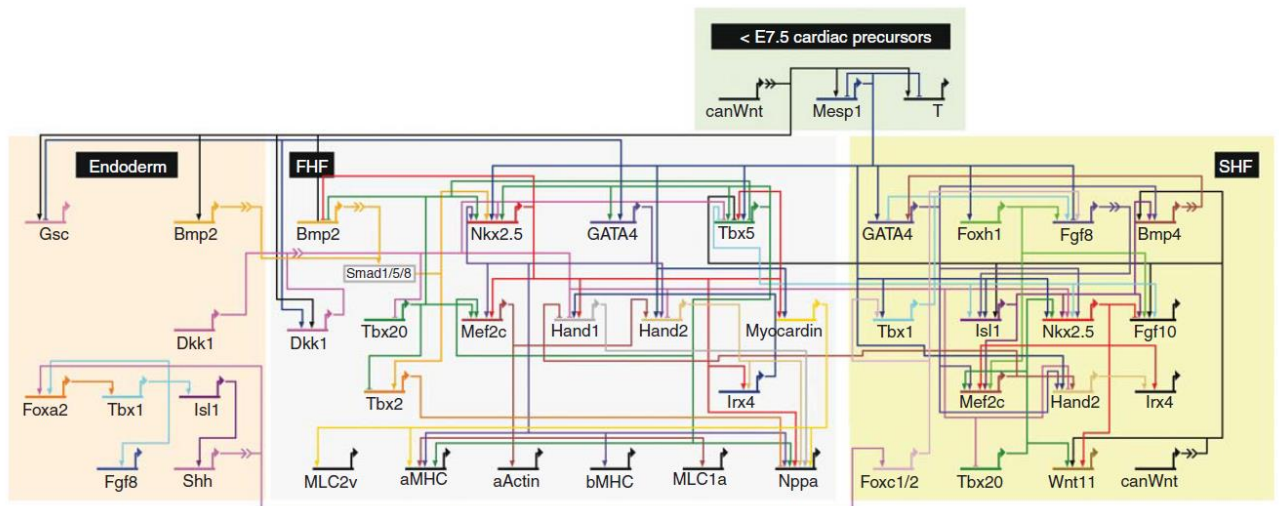 < E7.5 cardiac precursors
canWnt Mesp1 T
Endoderm FHF SHF
Gsc Bmp2 Bmp2 Nkx2.5 GATA4 Tbx5 GATA4 Foxh1 Fgf8 Bmp4
Smad1/5/8
Dkk1 Dkk1 Tbx20 Mef2c Hand1 Hand2 Myocardin Tbx1 Isl1 Nkx2.5 Fgf10
Foxa2 Tbx1 Isl1 Tbx2 Irx4 Mef2c Hand2 Irx4
Fgf8 Shh MLC2v aMHC aActin bMHC MLC1a Nppa Foxc1/2 Tbx20 Wnt11 canWnt